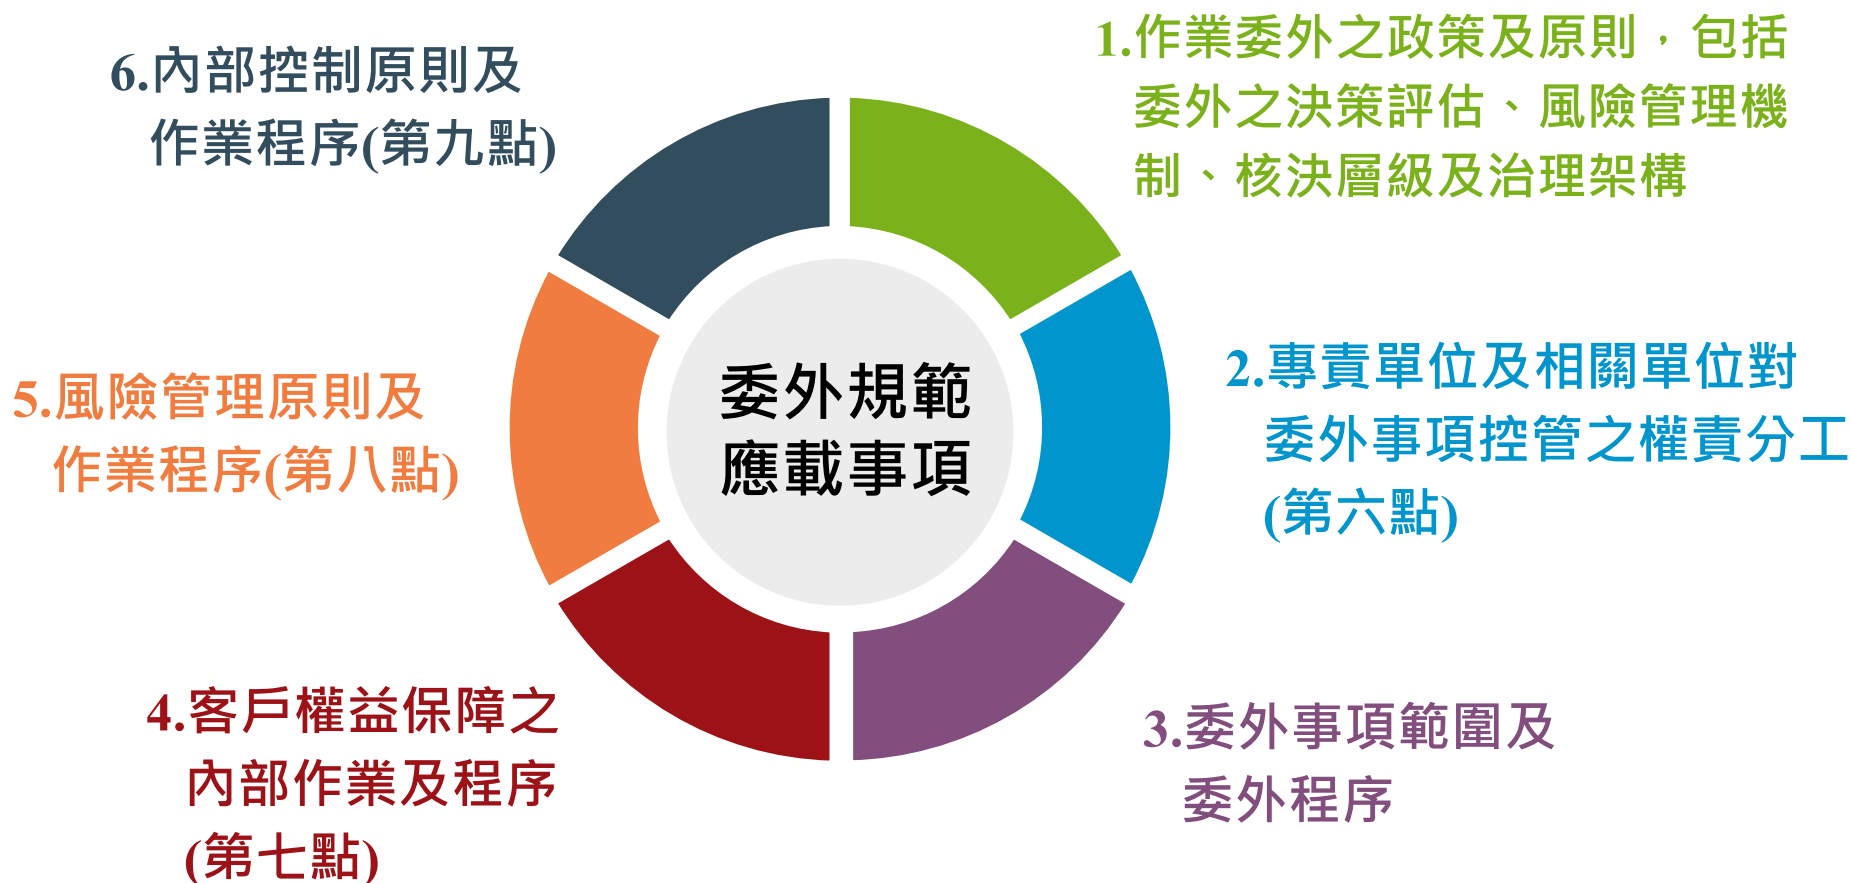 委外規範
應載事項
1.作業委外之政策及原則，包括
委外之決策評估、風險管理機
制、核決層級及治理架構
2.專責單位及相關單位對
委外事項控管之權責分工
(第六點)
3.委外事項範圍及
委外程序
4.客戶權益保障之
內部作業及程序
(第七點)
5.風險管理原則及
作業程序(第八點)
6.內部控制原則及
作業程序(第九點)